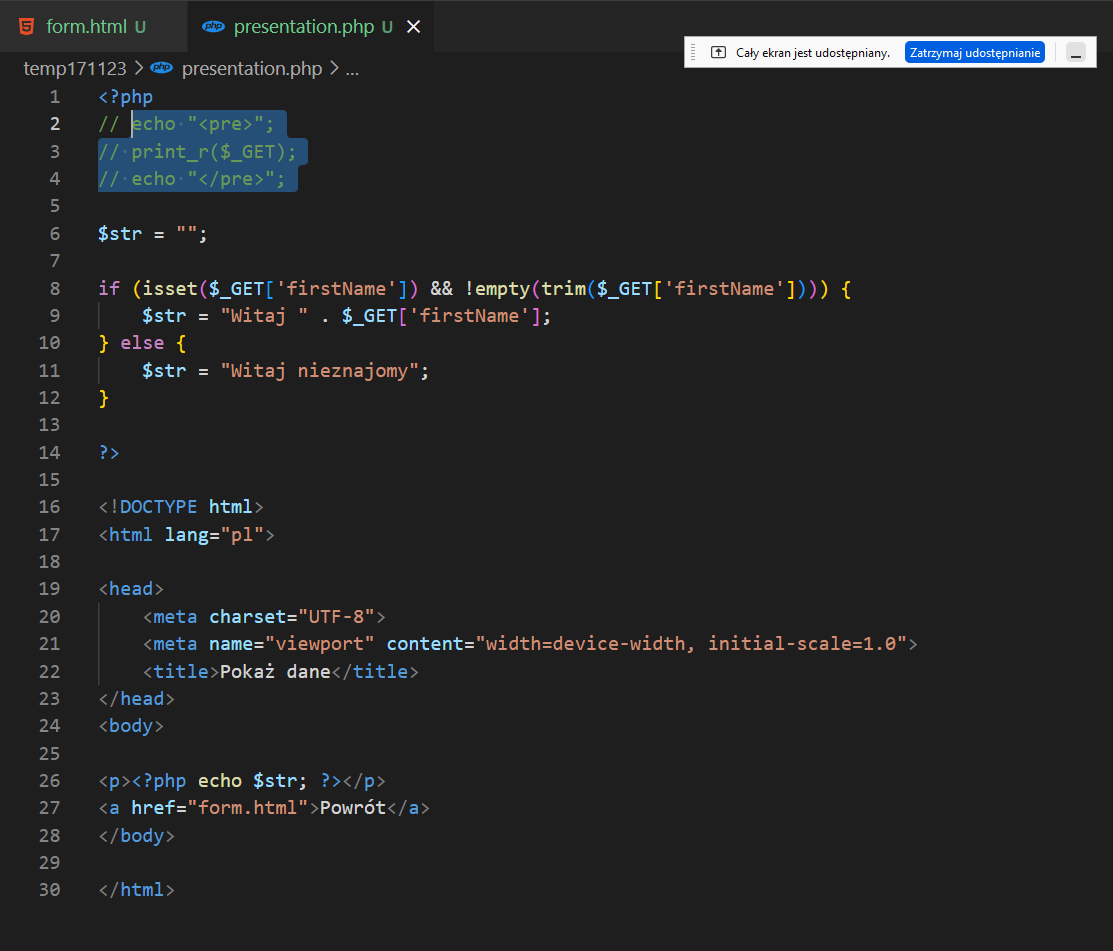 form.html U
presentation.php U
Cały ekran jest udostępniany. Zatrzymaj udostępnianie
temp171123 > presentation.php > ...
1 <?php
2 // echo "<pre>";
3 // print_r($_GET);
4 // echo "</pre>";
5
6 $str = "";
7
8 if (isset($_GET['firstName']) && !empty(trim($_GET['firstName']))) {
9     $str = "Witaj " . $_GET['firstName'];
10 } else {
11     $str = "Witaj nieznajomy";
12 }
13
14 ?>
15
16 <!DOCTYPE html>
17 <html lang="pl">
18
19 <head>
20     <meta charset="UTF-8">
21     <meta name="viewport" content="width=device-width, initial-scale=1.0">
22     <title>Pokaż dane</title>
23 </head>
24 <body>
25
26 <p><?php echo $str; ?></p>
27 <a href="form.html">Powrót</a>
28 </body>
29
30 </html>